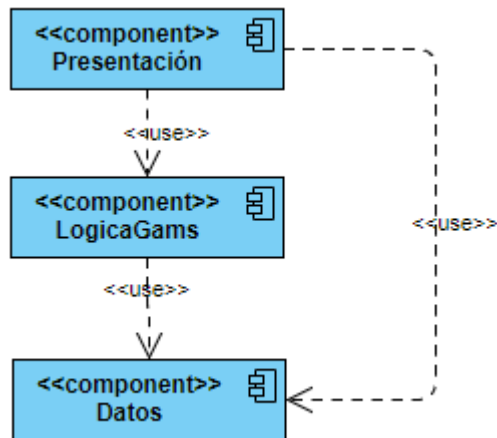 <<component>>
Presentación
<<use>>
<<component>>
LogicaGams
<<use>>
<<use>>
<<component>>
Datos